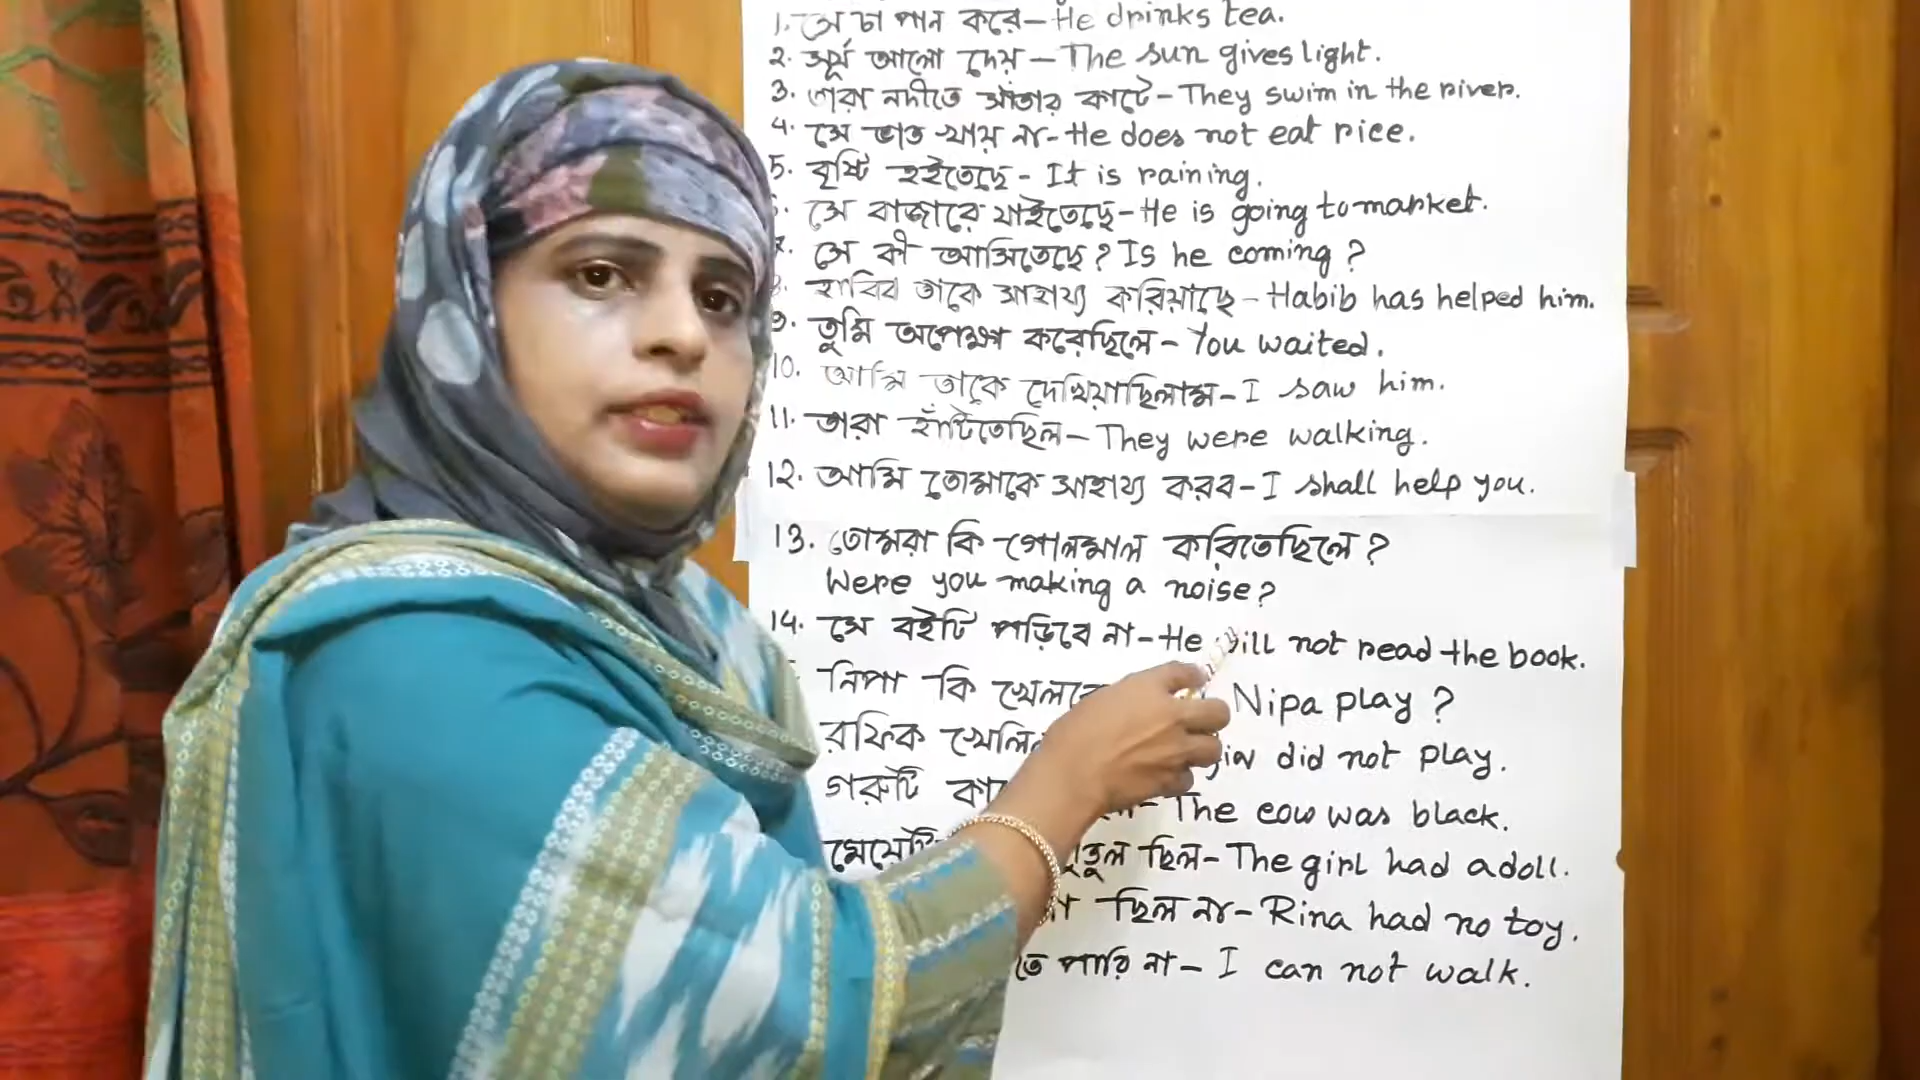 1. সে চা পান করে – He drinks tea.
2. সূর্য আলো দেয় – The sun gives light.
3. তারা নদীতে সাঁতার কাটে – They swim in the river.
4. সে ভাত খায় না - He does not eat rice.
5. বৃষ্টি হইতেছে - It is raining.
সে বাজারে যাইতেছে – He is going to market.
সে কী আসিতেছে? Is he coming?
হাবিব তাকে সাহায্য করিয়াছে – Habib has helped him.
9. তুমি অপেক্ষা করেছিলে – You waited.
10. আমি তাকে দেখিয়াছিলাম – I saw him.
11. তারা হাঁটিতেছিল – They were walking.
12. আমি তোমাকে সাহায্য করব – I shall help you.
13. তোমরা কি গোলমাল করিতেছিলে?
Were you making a noise?
14. সে বইটি পড়িবে না – He will not read the book.
নিপা কি Nipa play?
রফিক did not play.
গরুটি – The cow was black.
মেয়েটি ছিল – The girl had a doll.
ছিল না – Rina had no toy.
পারি না – I can not walk.